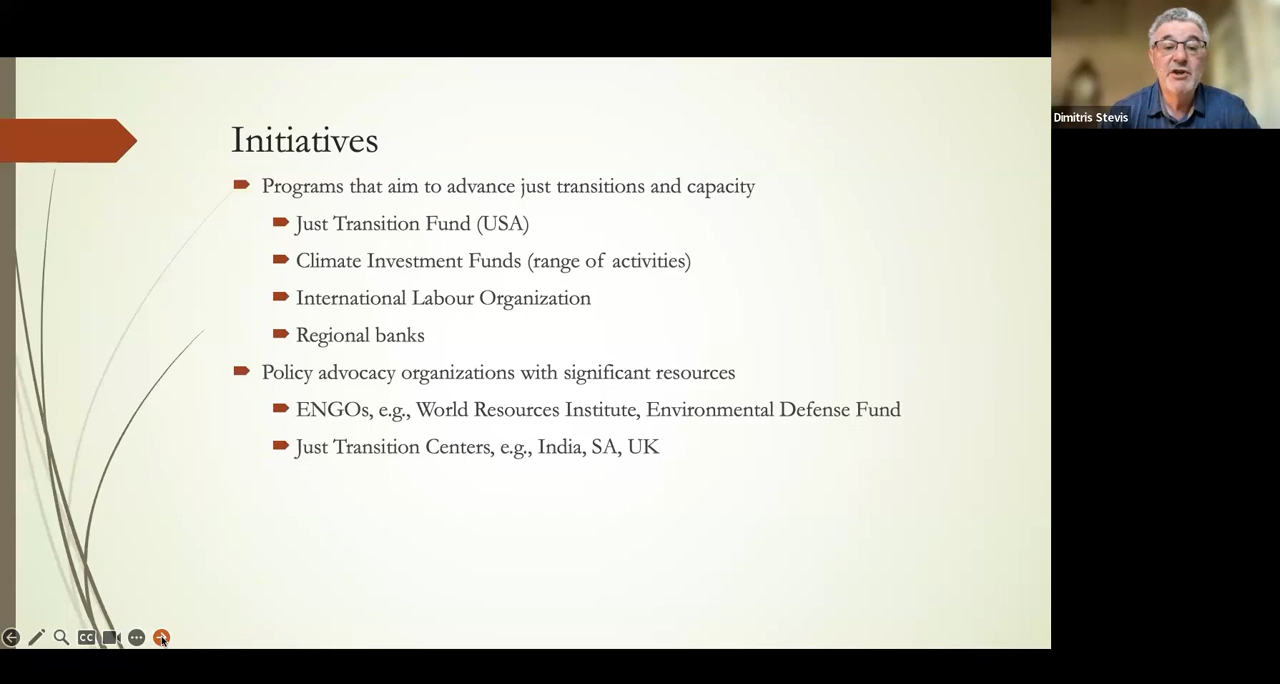 Initiatives
Programs that aim to advance just transitions and capacity
Just Transition Fund (USA)
Climate Investment Funds (range of activities)
International Labour Organization
Regional banks
Policy advocacy organizations with significant resources
ENGOs, e.g., World Resources Institute, Environmental Defense Fund
Just Transition Centers, e.g., India, SA, UK
Dimitris Stevis
CC